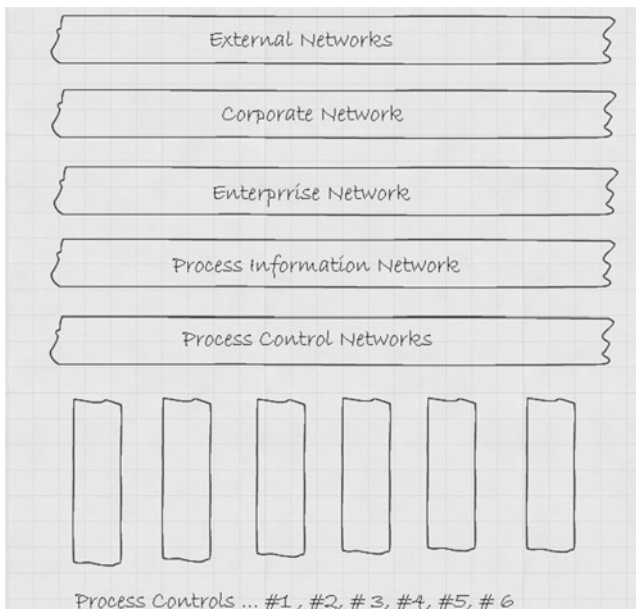 External Networks
Corporate Network
Enterprrise Network
Process Information Network
Process Control Networks
Process Controls ... #1 , #2, # 3, #4, #5, # 6